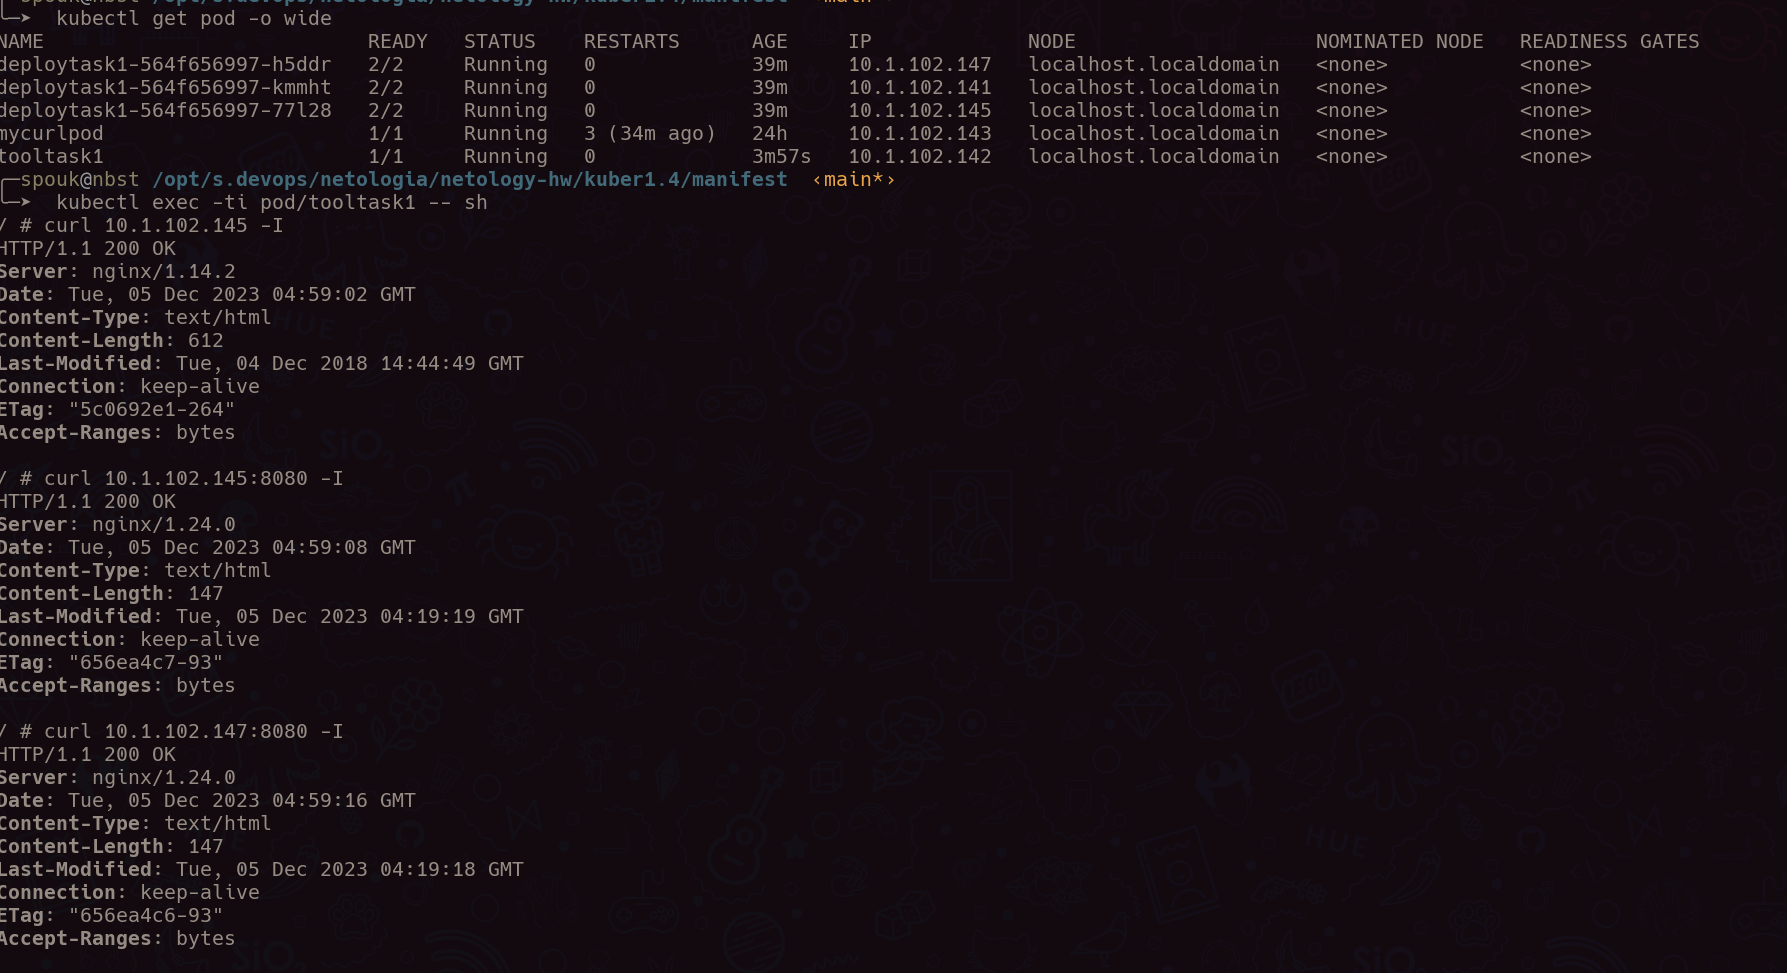 spouk@nbst /opt/s.devops/netologia/netology-hw/kuber1.4/manifest ‹main*›
╰─➤  kubectl get pod -o wide
NAME                           READY   STATUS    RESTARTS      AGE     IP             NODE                    NOMINATED NODE   READINESS GATES
deploytask1-564f656997-h5ddr   2/2     Running   0             39m     10.1.102.147   localhost.localdomain   <none>           <none>
deploytask1-564f656997-kmmht   2/2     Running   0             39m     10.1.102.141   localhost.localdomain   <none>           <none>
deploytask1-564f656997-77l28   2/2     Running   0             39m     10.1.102.145   localhost.localdomain   <none>           <none>
mycurlpod                      1/1     Running   3 (34m ago)   24h     10.1.102.143   localhost.localdomain   <none>           <none>
tooltask1                      1/1     Running   0             3m57s   10.1.102.142   localhost.localdomain   <none>           <none>
╭─spouk@nbst /opt/s.devops/netologia/netology-hw/kuber1.4/manifest  ‹main*›
╰─➤  kubectl exec -ti pod/tooltask1 -- sh
/ # curl 10.1.102.145 -I
HTTP/1.1 200 OK
Server: nginx/1.14.2
Date: Tue, 05 Dec 2023 04:59:02 GMT
Content-Type: text/html
Content-Length: 612
Last-Modified: Tue, 04 Dec 2018 14:44:49 GMT
Connection: keep-alive
ETag: "5c0692e1-264"
Accept-Ranges: bytes
/ # curl 10.1.102.145:8080 -I
HTTP/1.1 200 OK
Server: nginx/1.24.0
Date: Tue, 05 Dec 2023 04:59:08 GMT
Content-Type: text/html
Content-Length: 147
Last-Modified: Tue, 05 Dec 2023 04:19:19 GMT
Connection: keep-alive
ETag: "656ea4c7-93"
Accept-Ranges: bytes
/ # curl 10.1.102.147:8080 -I
HTTP/1.1 200 OK
Server: nginx/1.24.0
Date: Tue, 05 Dec 2023 04:59:16 GMT
Content-Type: text/html
Content-Length: 147
Last-Modified: Tue, 05 Dec 2023 04:19:18 GMT
Connection: keep-alive
ETag: "656ea4c6-93"
Accept-Ranges: bytes